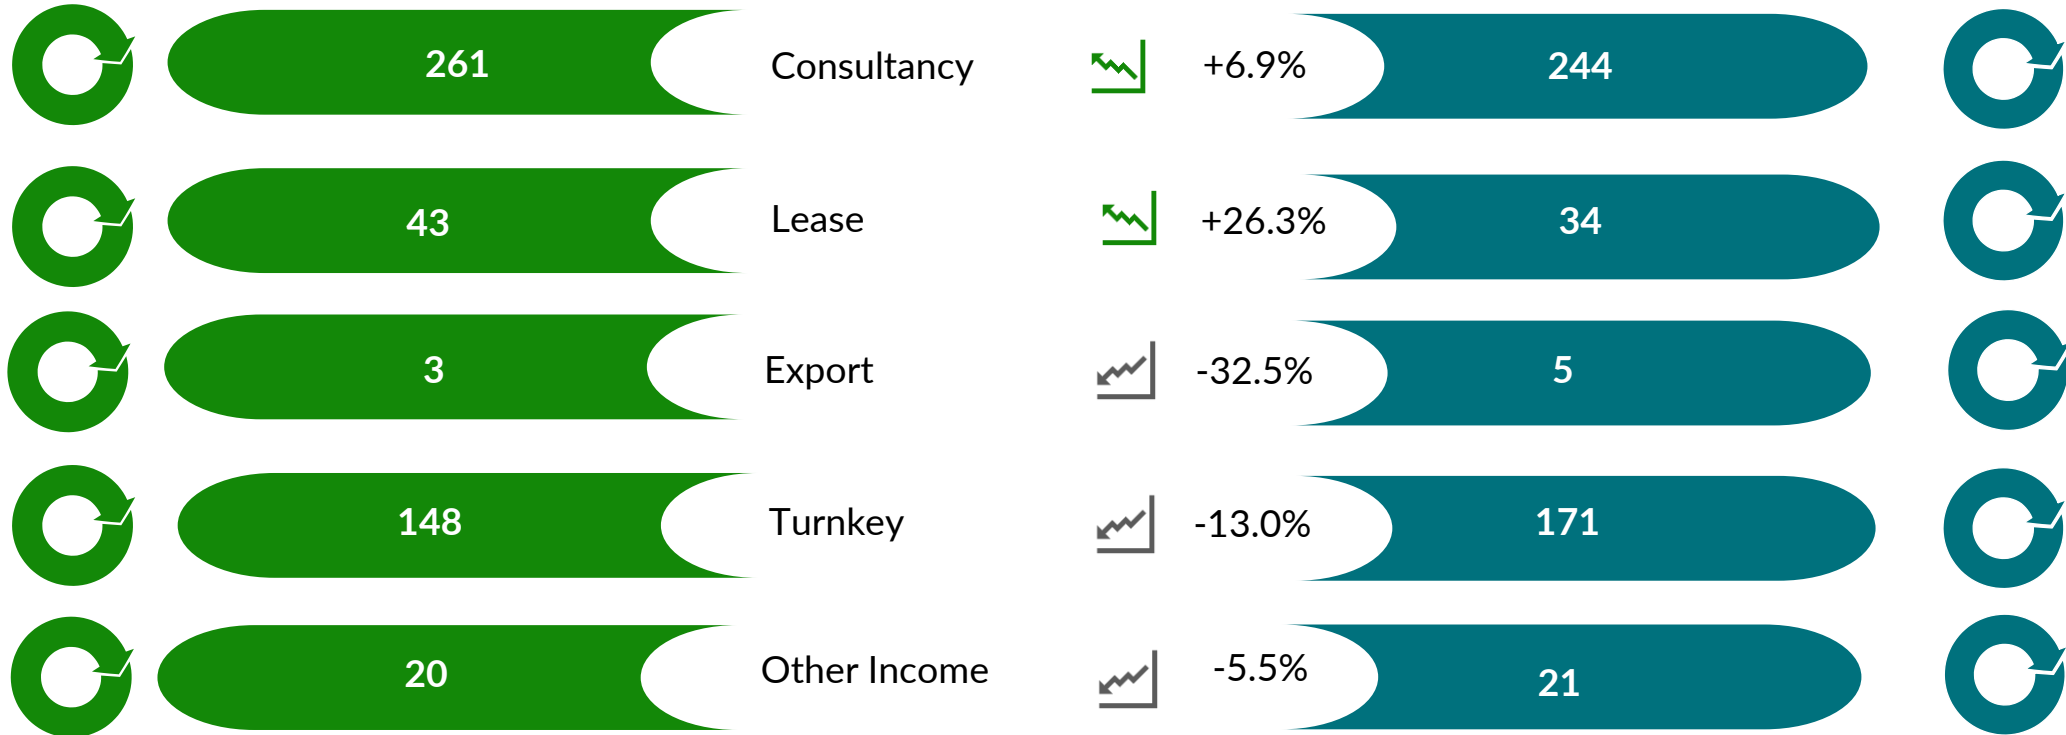 261 Consultancy +6.9% 244
43 Lease +26.3% 34
3 Export -32.5% 5
148 Turnkey -13.0% 171
20 Other Income -5.5% 21